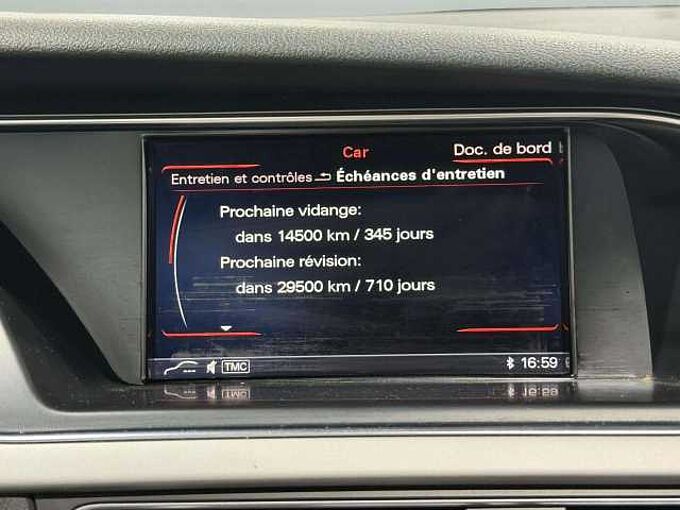 Car
Doc. de bord
Entretien et contrôles Échéances d'entretien
Prochaine vidange:
dans 14500 km / 345 jours
Prochaine révision:
dans 29500 km / 710 jours
TMC
16:59